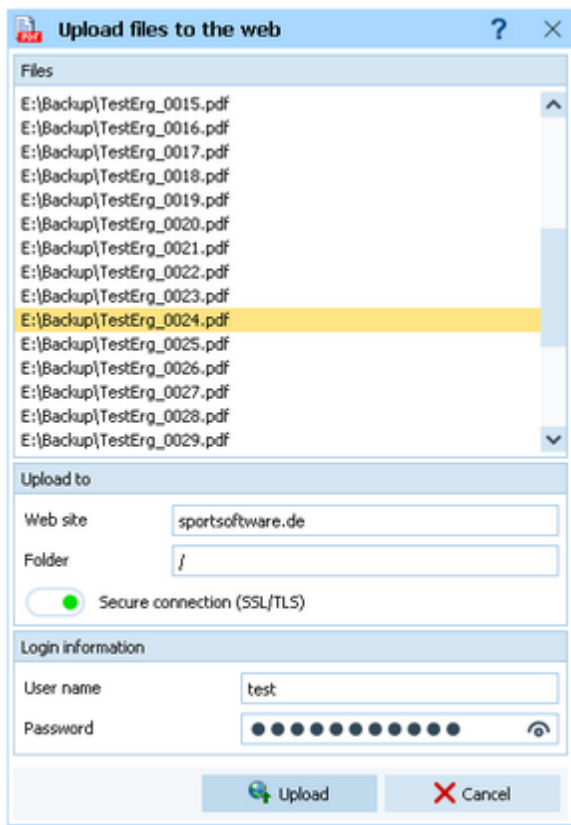 Upload files to the web ?
Files
E:\Backup\TestErg_0015.pdf
E:\Backup\TestErg_0016.pdf
E:\Backup\TestErg_0017.pdf
E:\Backup\TestErg_0018.pdf
E:\Backup\TestErg_0019.pdf
E:\Backup\TestErg_0020.pdf
E:\Backup\TestErg_0021.pdf
E:\Backup\TestErg_0022.pdf
E:\Backup\TestErg_0023.pdf
E:\Backup\TestErg_0024.pdf
E:\Backup\TestErg_0025.pdf
E:\Backup\TestErg_0026.pdf
E:\Backup\TestErg_0027.pdf
E:\Backup\TestErg_0028.pdf
E:\Backup\TestErg_0029.pdf
Upload to
Web site sportsoftware.de
Folder /
Secure connection (SSL/TLS)
Login information
User name test
Password ●●●●●●●●●●●
Upload Cancel